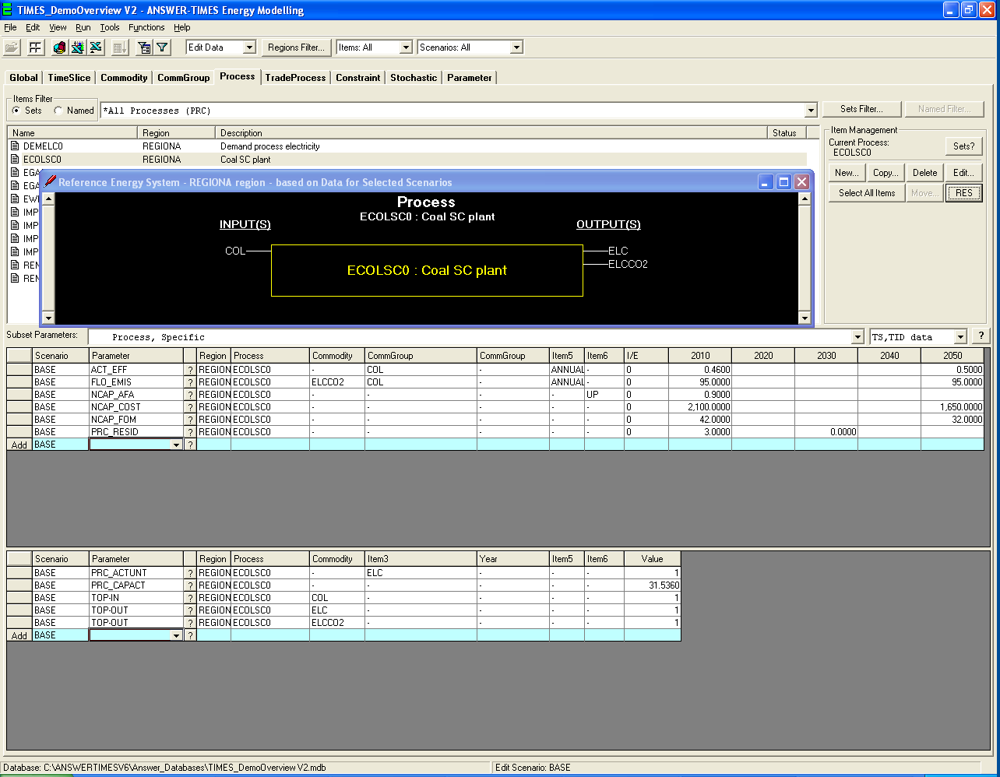 TIMES_DemoOverview V2 - ANSWER-TIMES Energy Modelling
File Edit View Run Tools Functions Help
Edit Data Regions Filter... Items: All Scenarios: All
Global TimeSlice Commodity CommGroup Process TradeProcess Constraint Stochastic Parameter
Items Filter
Sets Named *All Processes (PRC) Sets Filter... Named Filter...
Name Region Description Status
DEMELC0 REGIONA Demand process electricity
ECOLSC0 REGIONA Coal SC plant
EGA
EGA
EWI
IMP
IMP
IMP
IMP
REN
REN
Item Management
Current Process:
ECOLSC0
Sets?
New... Copy... Delete Edit...
Select All Items Move... RES
Reference Energy System - REGIONA region - based on Data for Selected Scenarios
Process
ECOLSC0 : Coal SC plant
INPUT(S) OUTPUT(S)
COL ELC
ELCCO2
ECOLSC0 : Coal SC plant
Subset Parameters: Process, Specific TS,TID data ?
Scenario Parameter Region Process Commodity CommGroup CommGroup Item5 Item6 I/E 2010 2020 2030 2040 2050
BASE ACT_EFF ? REGION ECOLSC0 - COL - ANNUAL - 0 0.4600 0.5000
BASE FLO_EMIS ? REGION ECOLSC0 ELCCO2 COL - ANNUAL - 0 95.0000 95.0000
BASE NCAP_AFA ? REGION ECOLSC0 - - - - UP 0 0.9000
BASE NCAP_COST ? REGION ECOLSC0 - - - - - 0 2,100.0000 1,650.0000
BASE NCAP_FOM ? REGION ECOLSC0 - - - - - 0 42.0000 32.0000
BASE PRC_RESID ? REGION ECOLSC0 - - - - - 0 3.0000 0.0000
Add BASE ?
Scenario Parameter Region Process Commodity Item3 Year Item5 Item6 Value
BASE PRC_ACTUNT ? REGION ECOLSC0 - ELC - - - 1
BASE PRC_CAPACT ? REGION ECOLSC0 - - - - - 31.5360
BASE TOP-IN ? REGION ECOLSC0 COL - - - - 1
BASE TOP-OUT ? REGION ECOLSC0 ELC - - - - 1
BASE TOP-OUT ? REGION ECOLSC0 ELCCO2 - - - - 1
Add BASE ?
Database: C:\ANSWERTIMESV6\Answer_Databases\TIMES_DemoOverview V2.mdb Edit Scenario: BASE